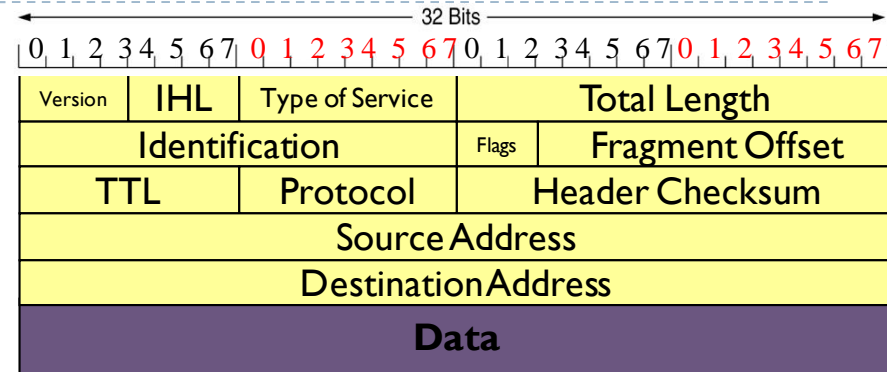 32 Bits
0 1 2 3 4 5 6 7 0 1 2 3 4 5 6 7 0 1 2 3 4 5 6 7 0 1 2 3 4 5 6 7
Version IHL Type of Service Total Length
Identification Flags Fragment Offset
TTL Protocol Header Checksum
Source Address
Destination Address
Data